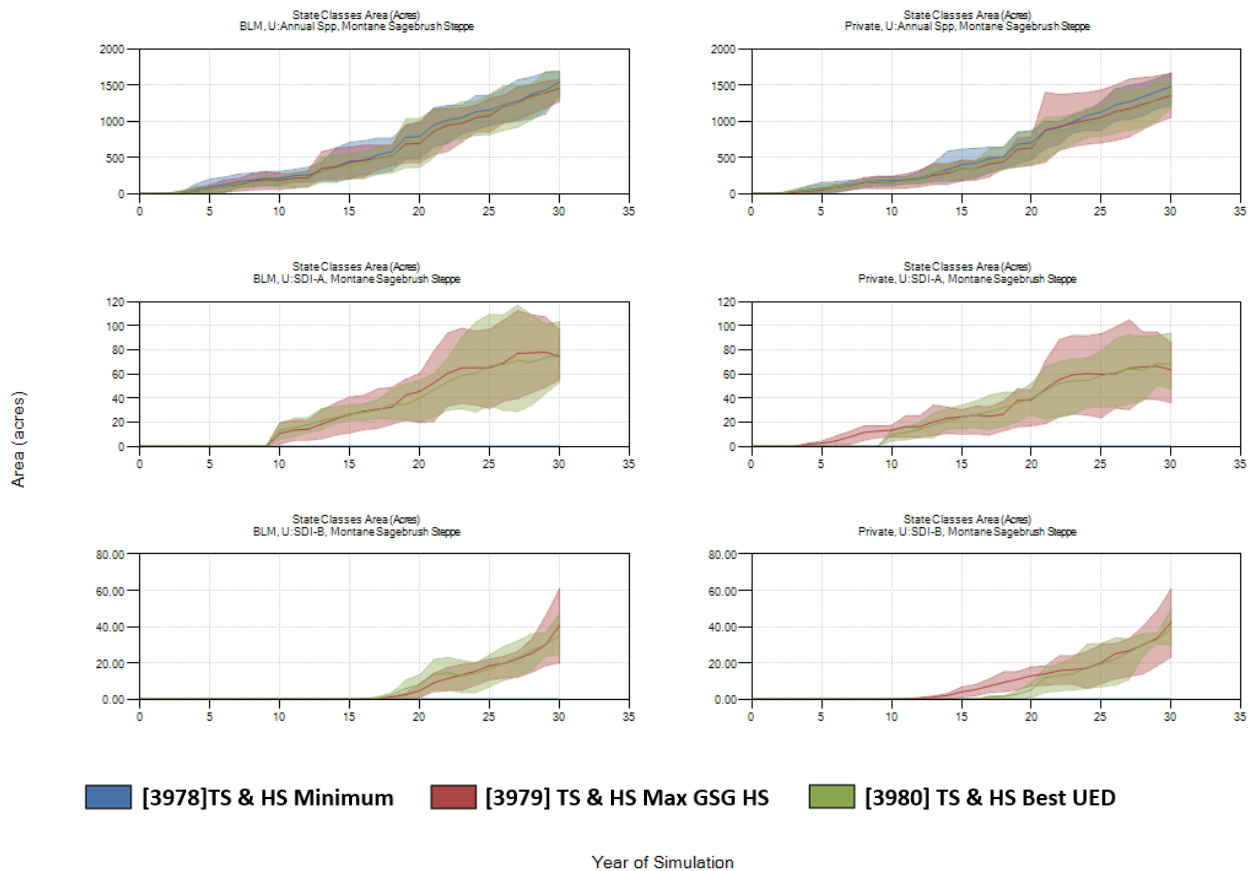 State Classes Area (Acres)
BLM, U:Annual Spp, Montane Sagebrush Steppe
2000
1500
1000
500
0
0 5 10 15 20 25 30 35
State Classes Area (Acres)
Private, U:Annual Spp, Montane Sagebrush Steppe
2000
1500
1000
500
0
0 5 10 15 20 25 30 35
State Classes Area (Acres)
BLM, U:SDI-A, Montane Sagebrush Steppe
120
100
80
60
40
20
0
0 5 10 15 20 25 30 35
State Classes Area (Acres)
Private, U:SDI-A, Montane Sagebrush Steppe
120
100
80
60
40
20
0
0 5 10 15 20 25 30 35
Area (acres)
State Classes Area (Acres)
BLM, U:SDI-B, Montane Sagebrush Steppe
80.00
60.00
40.00
20.00
0.00
0 5 10 15 20 25 30 35
State Classes Area (Acres)
Private, U:SDI-B, Montane Sagebrush Steppe
80.00
60.00
40.00
20.00
0.00
0 5 10 15 20 25 30 35
[3978]TS & HS Minimum
[3979] TS & HS Max GSG HS
[3980] TS & HS Best UED
Year of Simulation